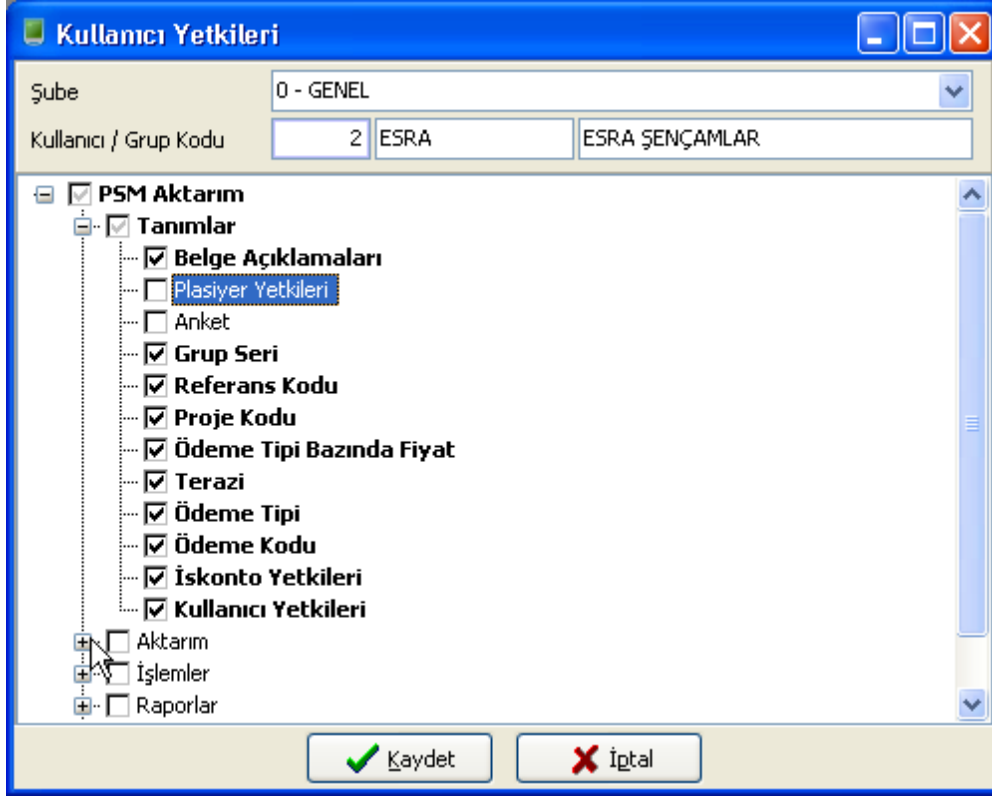 Kullanıcı Yetkileri
Şube 0 - GENEL
Kullanıcı / Grup Kodu 2 ESRA ESRA ŞENÇAMLAR
PSM Aktarım
Tanımlar
Belge Açıklamaları
Plasiyer Yetkileri
Anket
Grup Seri
Referans Kodu
Proje Kodu
Ödeme Tipi Bazında Fiyat
Terazi
Ödeme Tipi
Ödeme Kodu
İskonto Yetkileri
Kullanıcı Yetkileri
Aktarım
İşlemler
Raporlar
Kaydet İptal